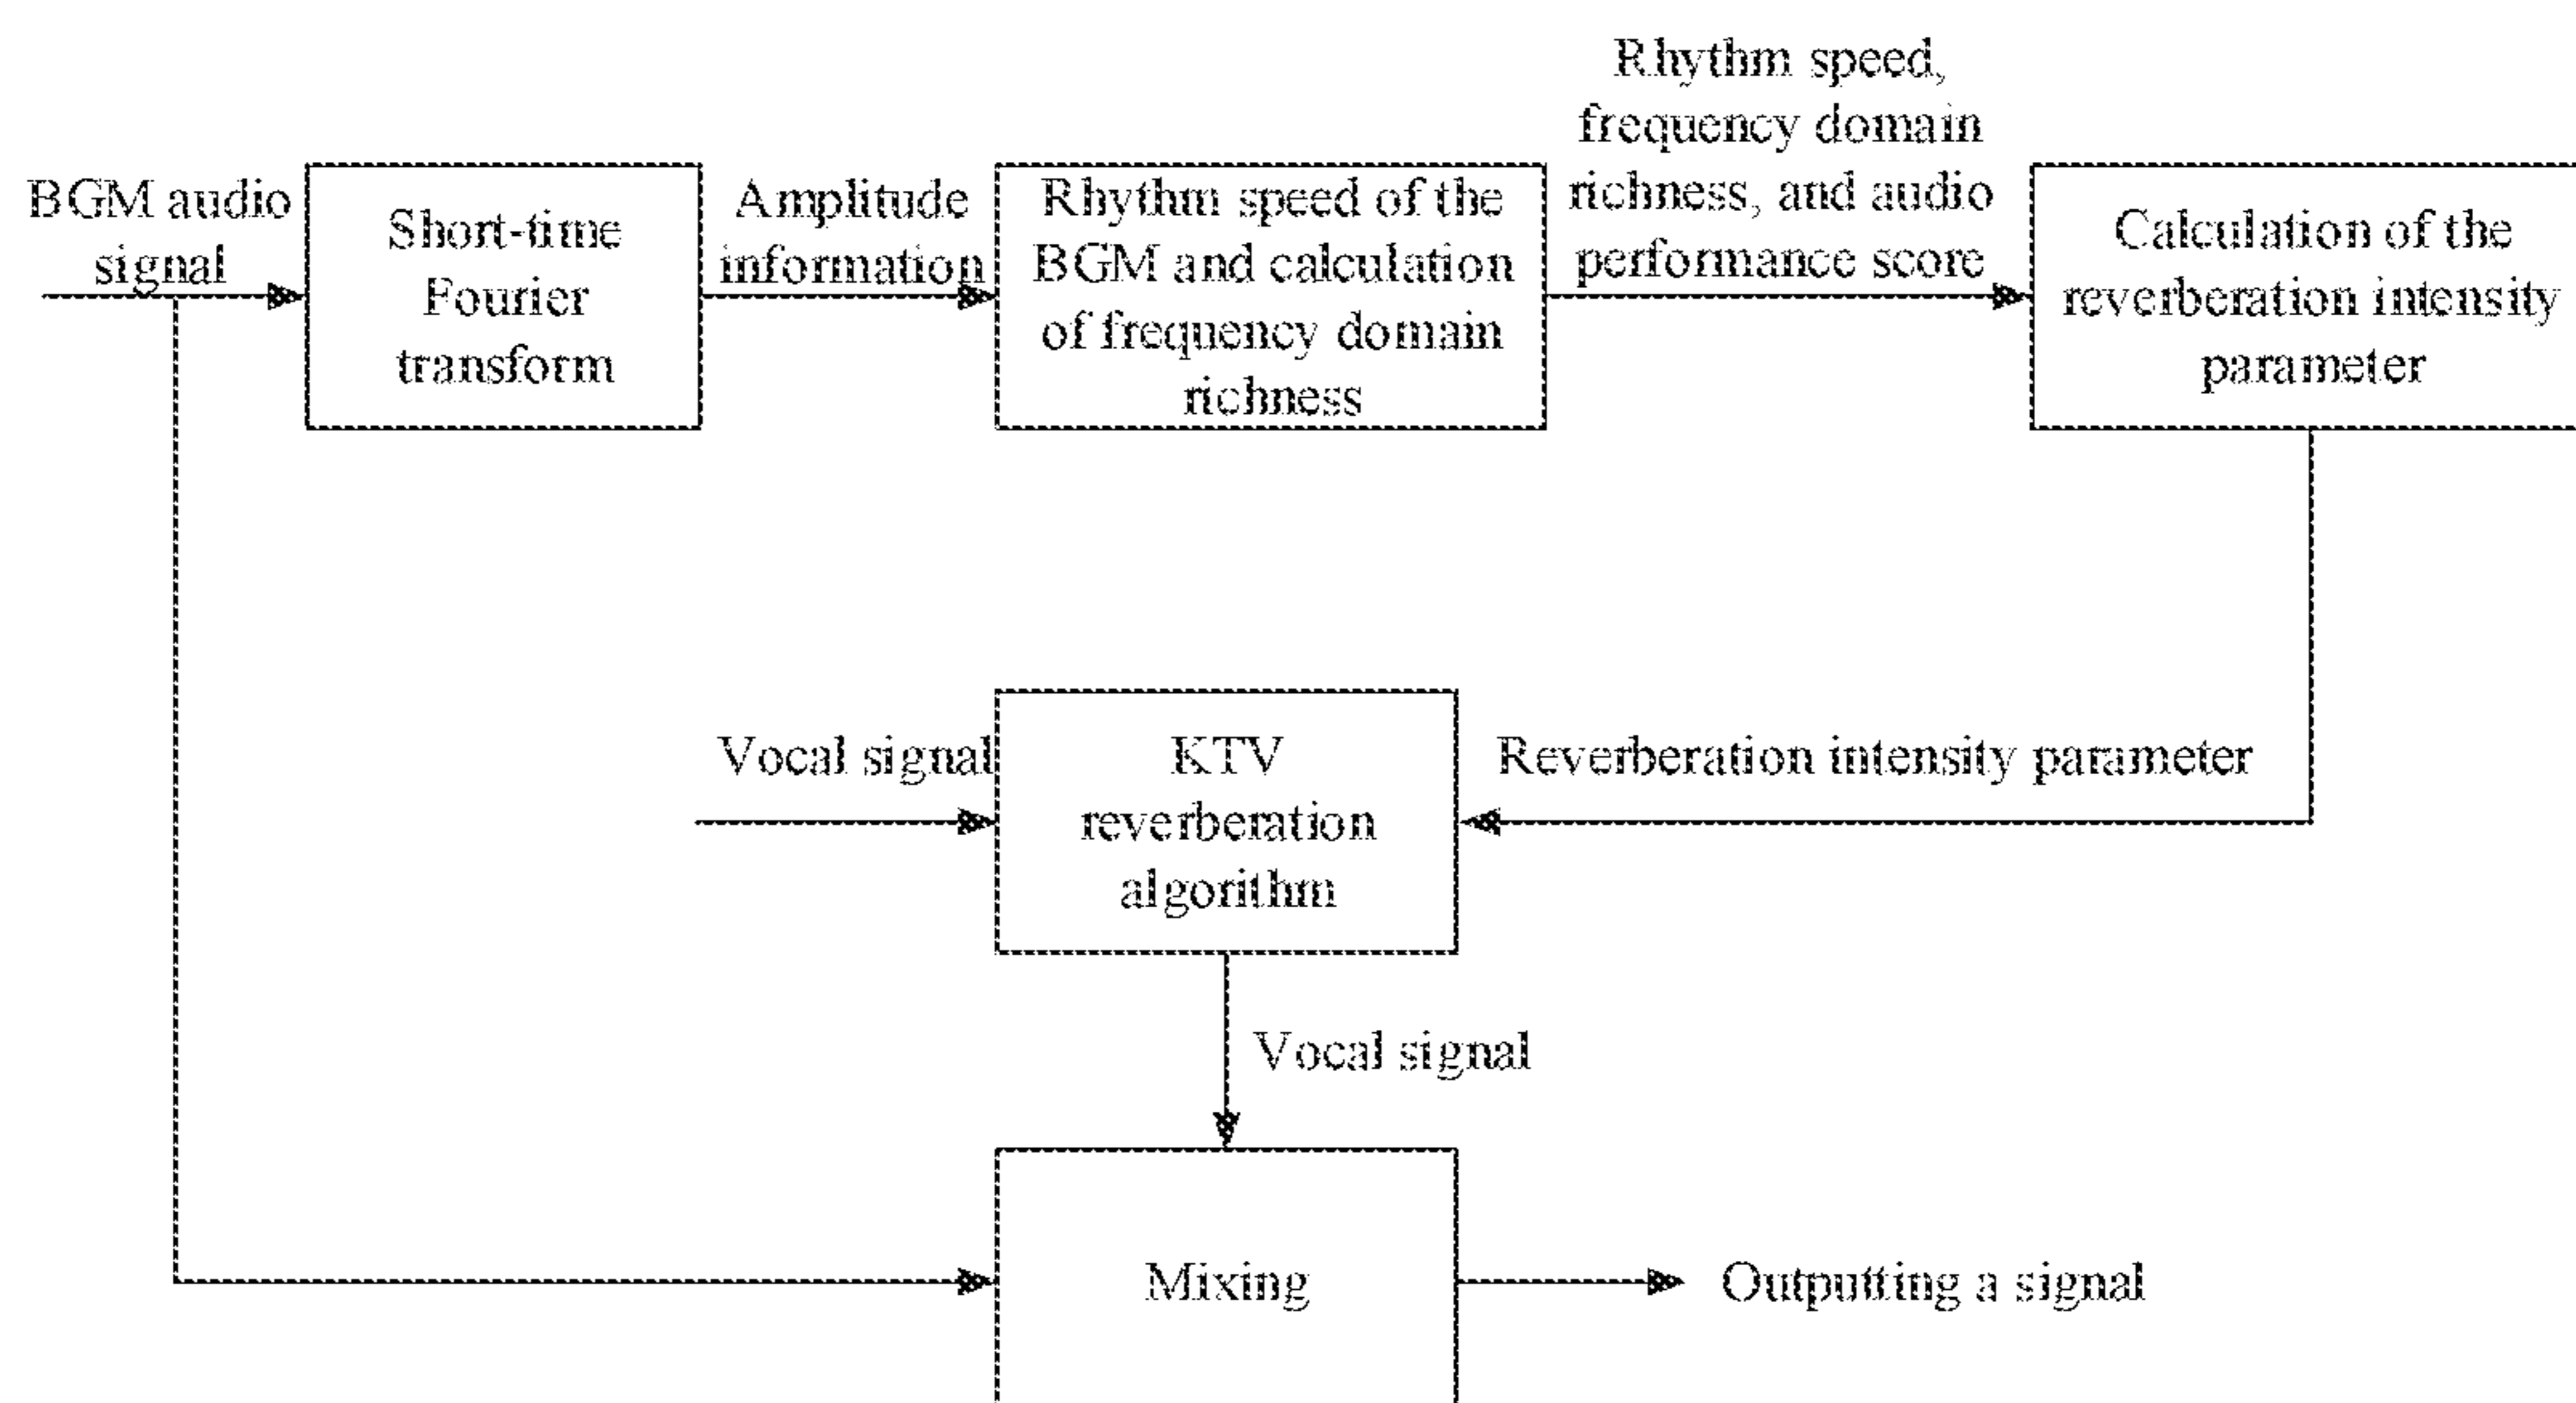 BGM audio
signal
Short-time
Fourier
transform
Amplitude
information
Rhythm speed of the
BGM and calculation
of frequency domain
richness
Rhythm speed,
frequency domain
richness, and audio
performance score
Calculation of the
reverberation intensity
parameter
Vocal signal
KTV
reverberation
algorithm
Reverberation intensity parameter
Vocal signal
Mixing
Outputting a signal